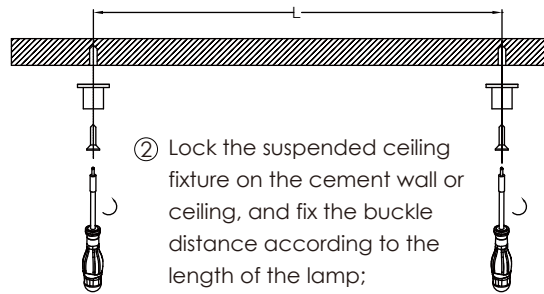 L
② Lock the suspended ceiling
fixture on the cement wall or
ceiling, and fix the buckle
distance according to the
length of the lamp;